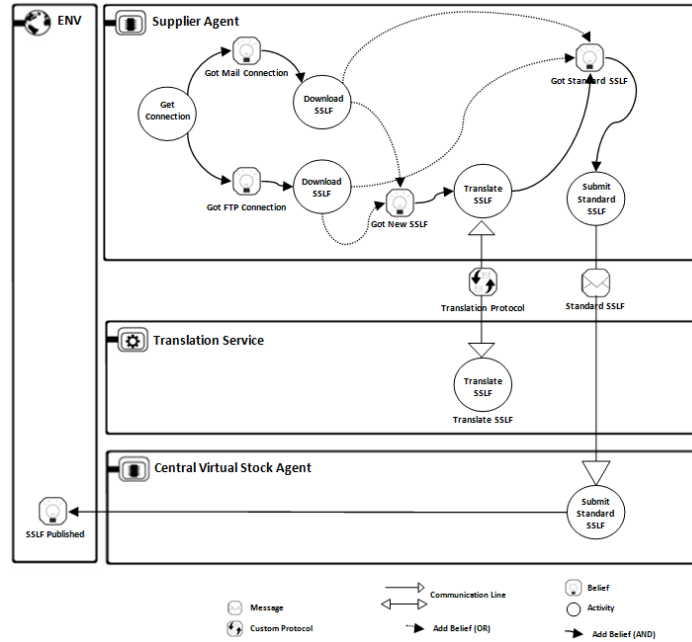 ENV
Supplier Agent
Got Mail Connection
Get
Connection
Download
SSLF
Got Standard SSLF
Got FTP Connection
Download
SSLF
Got New SSLF
Translate
SSLF
Submit
Standard
SSLF
Translation Protocol
Standard SSLF
Translation Service
Translate
SSLF
Translate SSLF
Central Virtual Stock Agent
SSLF Published
Submit
Standard
SSLF
Message
Custom Protocol
Communication Line
Add Belief (OR)
Belief
Activity
Add Belief (AND)